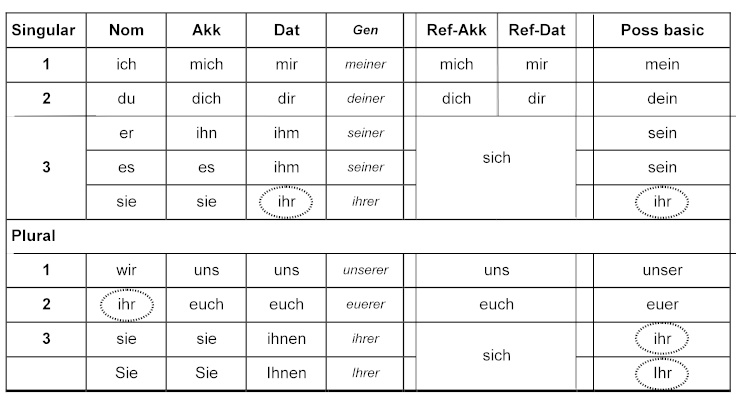 Singular Nom Akk Dat Gen Ref-Akk Ref-Dat Poss basic
1 ich mich mir meiner mich mir mein
2 du dich dir deiner dich dir dein
er ihn ihm seiner sein
3 es es ihm seiner sich sein
sie sie ihr ihrer ihr
Plural
1 wir uns uns unserer uns unser
2 ihr euch euch euerer euch euer
3 sie sie ihnen ihrer sich ihr
Sie Sie Ihnen Ihrer Ihr